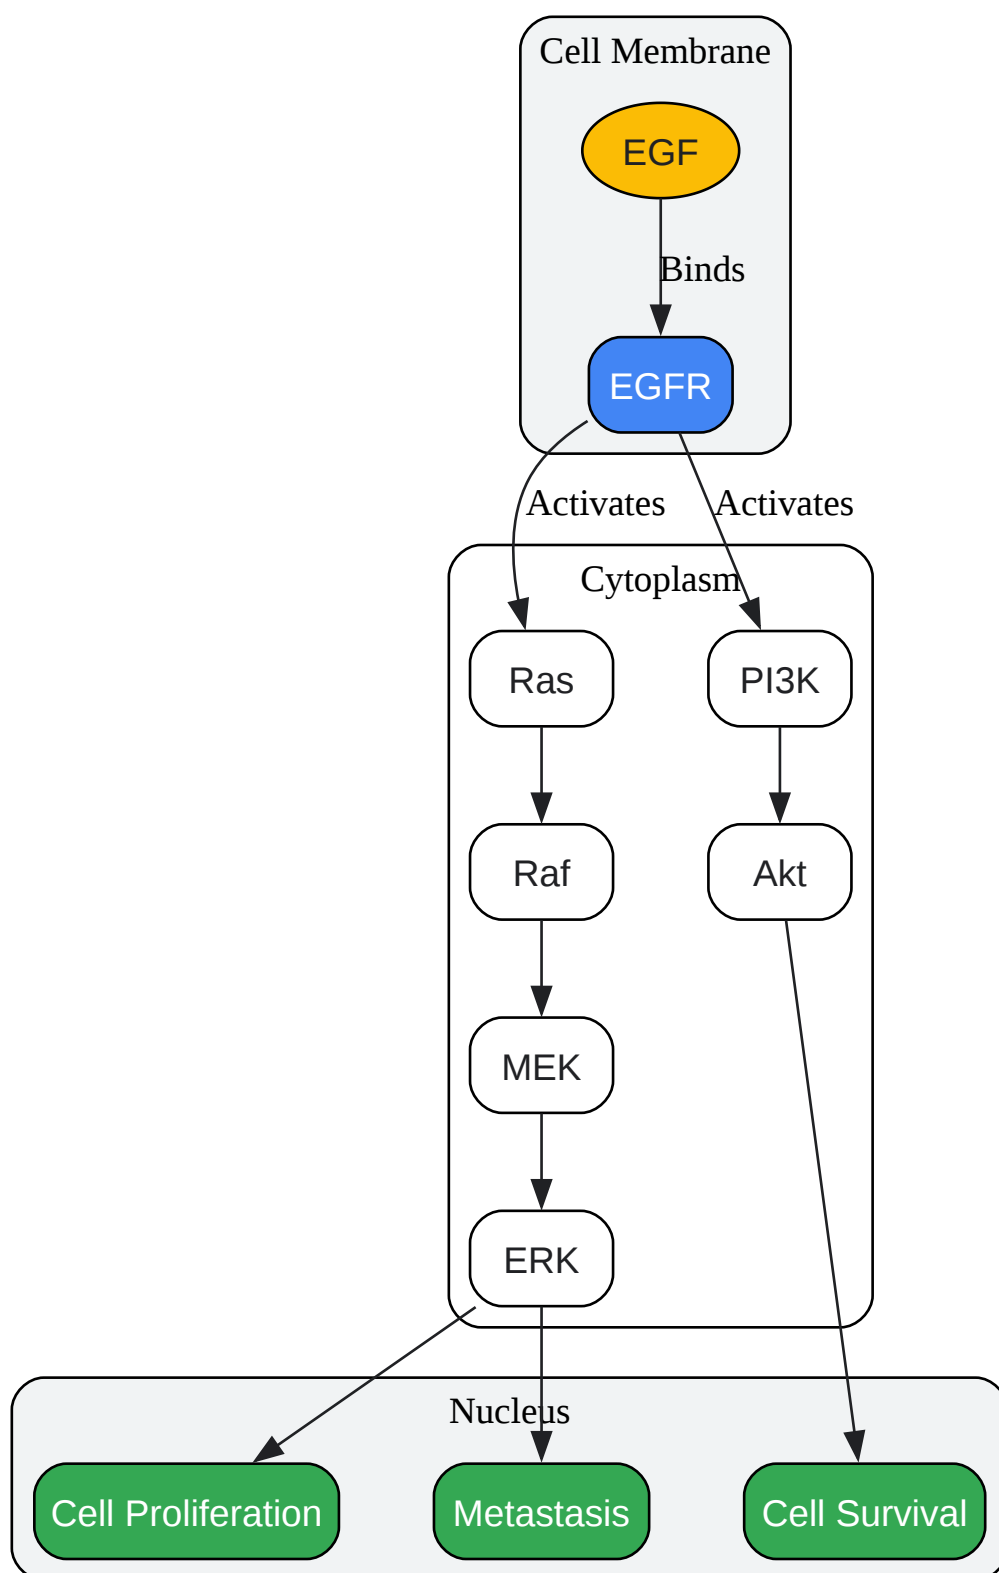 Cell Membrane
EGF
Binds
EGFR
Activates
Activates
Cytoplasm
Ras
PI3K
Raf
Akt
MEK
ERK
Nucleus
Cell Proliferation
Metastasis
Cell Survival